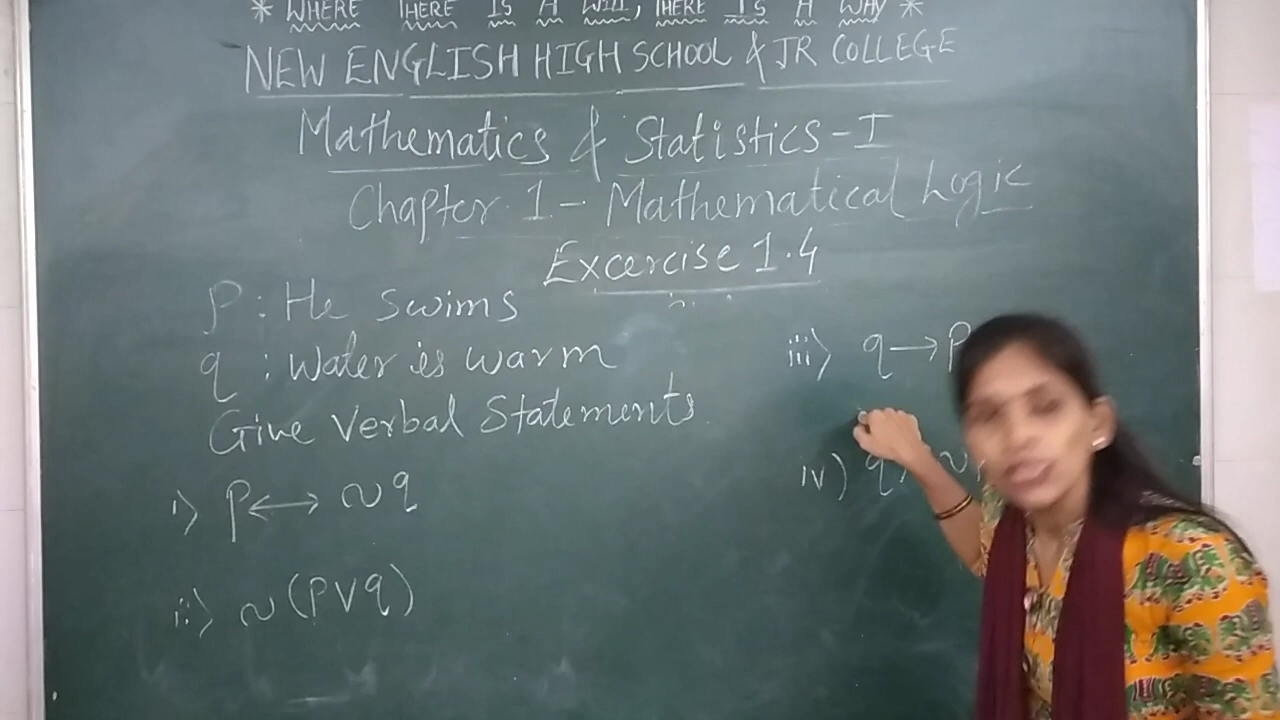 * WHERE THERE IS A WILL, THERE IS A WAY *
NEW ENGLISH HIGH SCHOOL & JR COLLEGE
Mathematics & Statistics-I
Chapter 1- Mathematical Logic
Excercise 1.4
p : He swims
q : Water is warm
Give Verbal Statements
i) p↔~q
ii) ~(p∨q)
iii) q→p
iv) q